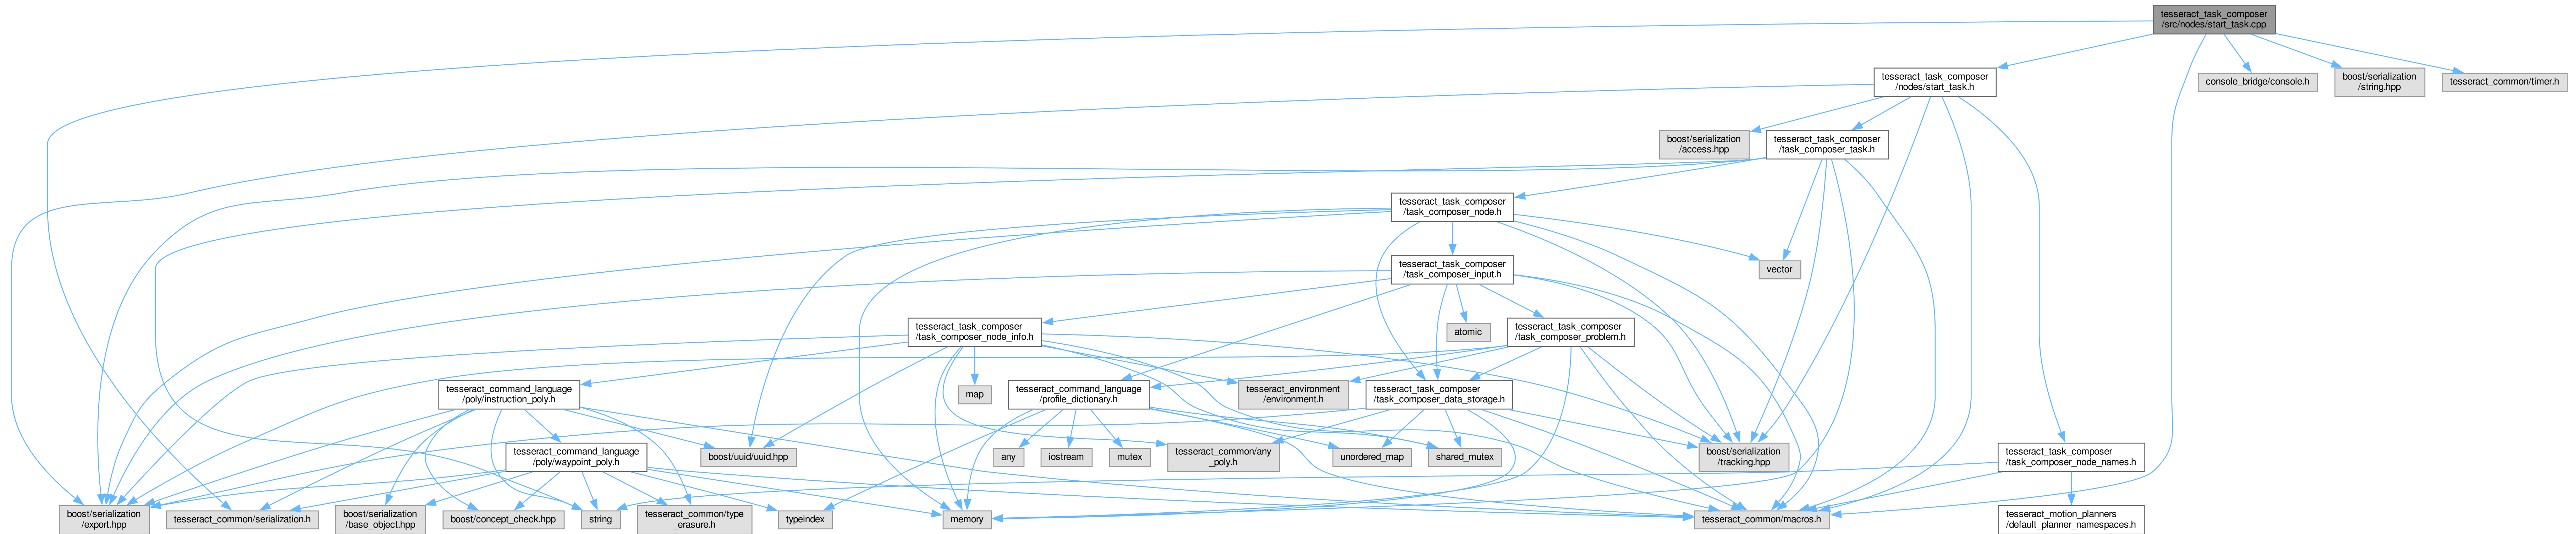 tesseract_task_composer
/src/nodes/start_task.cpp
tesseract_task_composer
/nodes/start_task.h
console_bridge/console.h
boost/serialization
/string.hpp
tesseract_common/timer.h
boost/serialization
/access.hpp
tesseract_task_composer
/task_composer_task.h
tesseract_task_composer
/task_composer_node.h
tesseract_task_composer
/task_composer_input.h
vector
tesseract_task_composer
/task_composer_node_info.h
atomic
tesseract_task_composer
/task_composer_problem.h
tesseract_command_language
/poly/instruction_poly.h
map
tesseract_command_language
/profile_dictionary.h
tesseract_environment
/environment.h
tesseract_task_composer
/task_composer_data_storage.h
tesseract_command_language
/poly/waypoint_poly.h
boost/uuid/uuid.hpp
any
iostream
mutex
tesseract_common/any
_poly.h
unordered_map
shared_mutex
boost/serialization
/tracking.hpp
tesseract_task_composer
/task_composer_node_names.h
boost/serialization
/export.hpp
tesseract_common/serialization.h
boost/serialization
/base_object.hpp
boost/concept_check.hpp
string
tesseract_common/type
_erasure.h
typeindex
memory
tesseract_common/macros.h
tesseract_motion_planners
/default_planner_namespaces.h